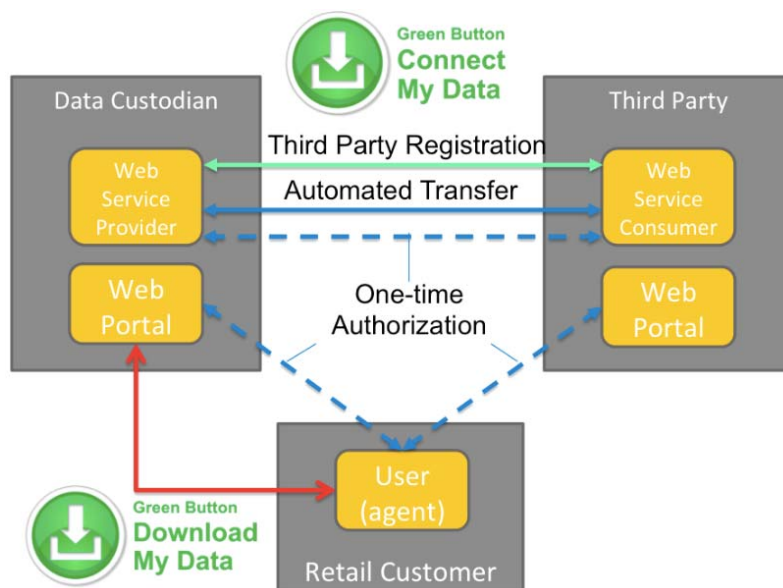 Green Button
Connect
My Data
Data Custodian
Third Party
Third Party Registration
Web
Service
Provider
Automated Transfer
Web
Service
Consumer
Web
Portal
One-time
Authorization
Web
Portal
User
(agent)
Green Button
Download
My Data
Retail Customer